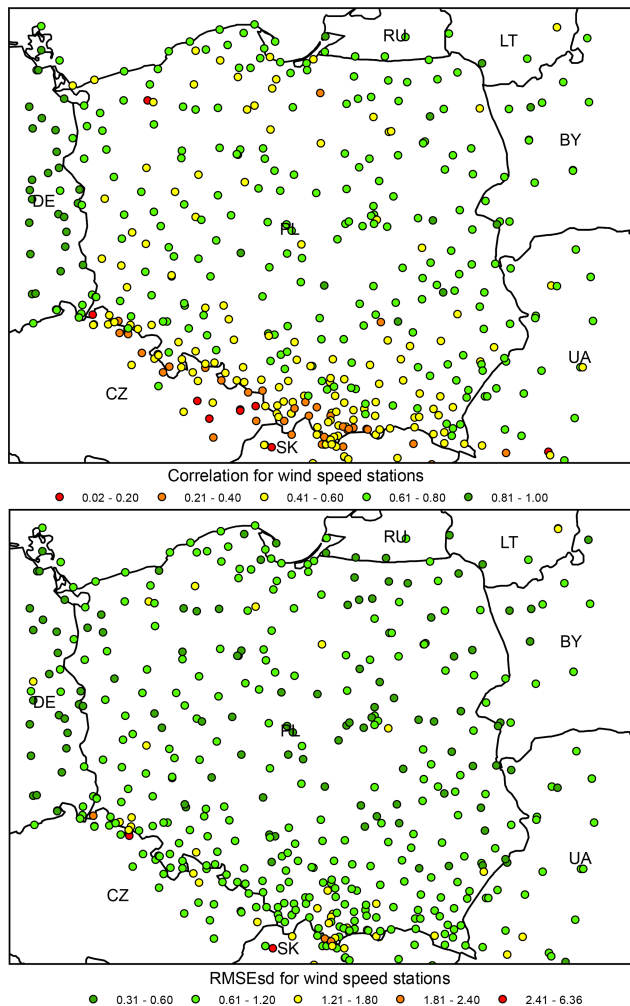 RU
LT
BY
DE
PL
UA
CZ
SK
Correlation for wind speed stations
0.02 - 0.20 0.21 - 0.40 0.41 - 0.60 0.61 - 0.80 0.81 - 1.00
RU
LT
BY
DE
PL
UA
CZ
SK
RMSEsd for wind speed stations
0.31 - 0.60 0.61 - 1.20 1.21 - 1.80 1.81 - 2.40 2.41 - 6.36